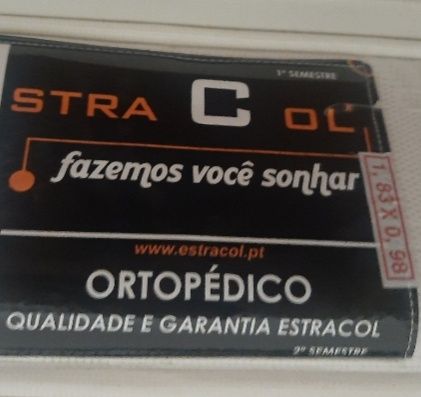 1º SEMESTRE
STRA C OL
fazemos você sonhar
1,83 X 0,98
www.estracol.pt
ORTOPÉDICO
QUALIDADE E GARANTIA ESTRACOL
2º SEMESTRE